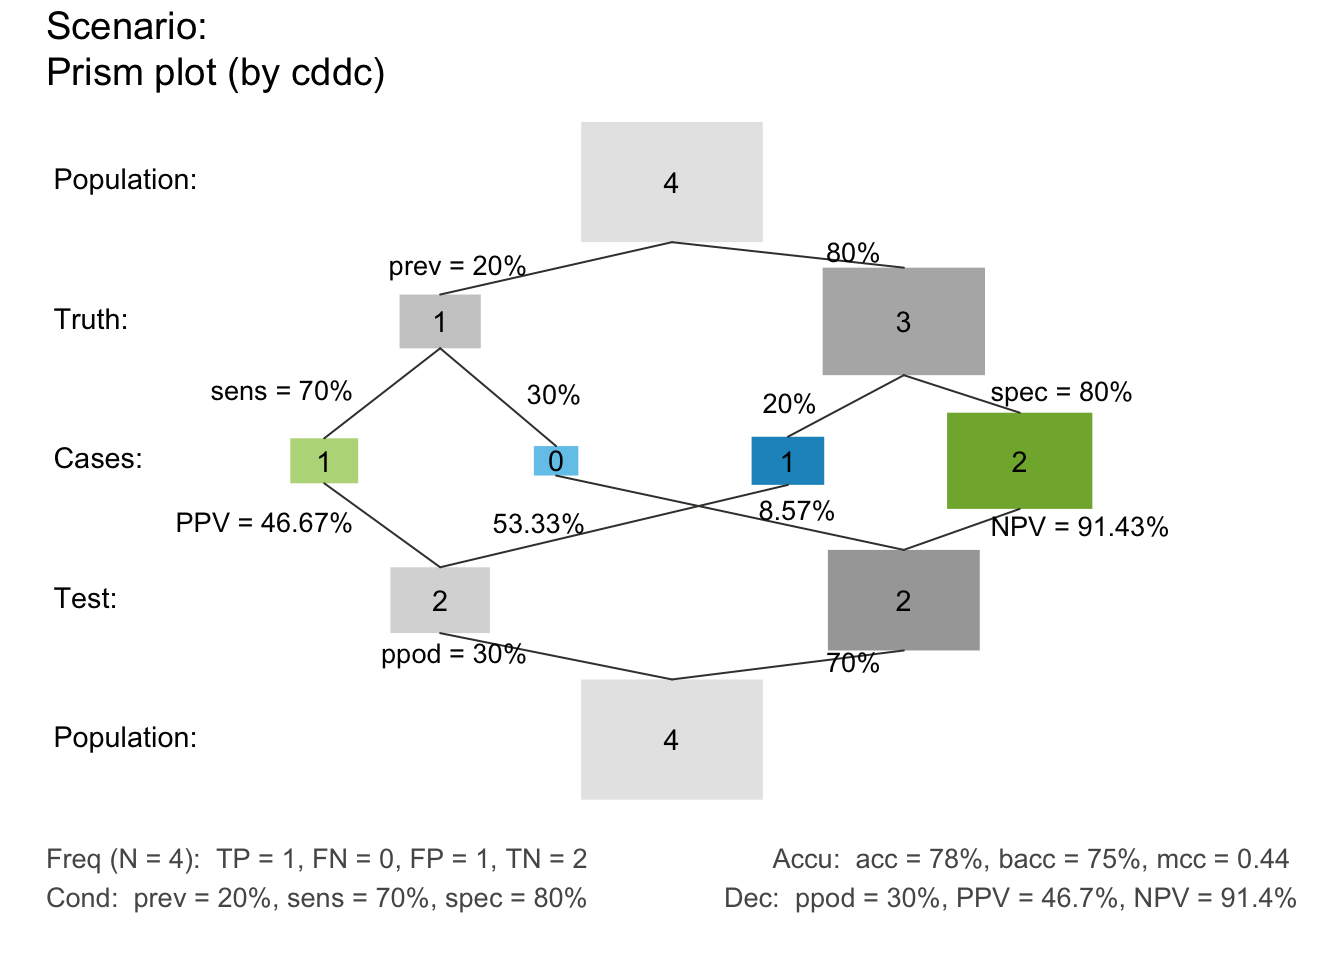 Scenario:
Prism plot (by cddc)
Population:
4
prev = 20%
80%
Truth:
1
3
sens = 70%
30%
20%
spec = 80%
Cases:
1
0
1
2
PPV = 46.67%
53.33%
8.57%
NPV = 91.43%
Test:
2
2
ppod = 30%
70%
Population:
4
Freq (N = 4):  TP = 1, FN = 0, FP = 1, TN = 2
Accu:  acc = 78%, bacc = 75%, mcc = 0.44
Cond:  prev = 20%, sens = 70%, spec = 80%
Dec:  ppod = 30%, PPV = 46.7%, NPV = 91.4%